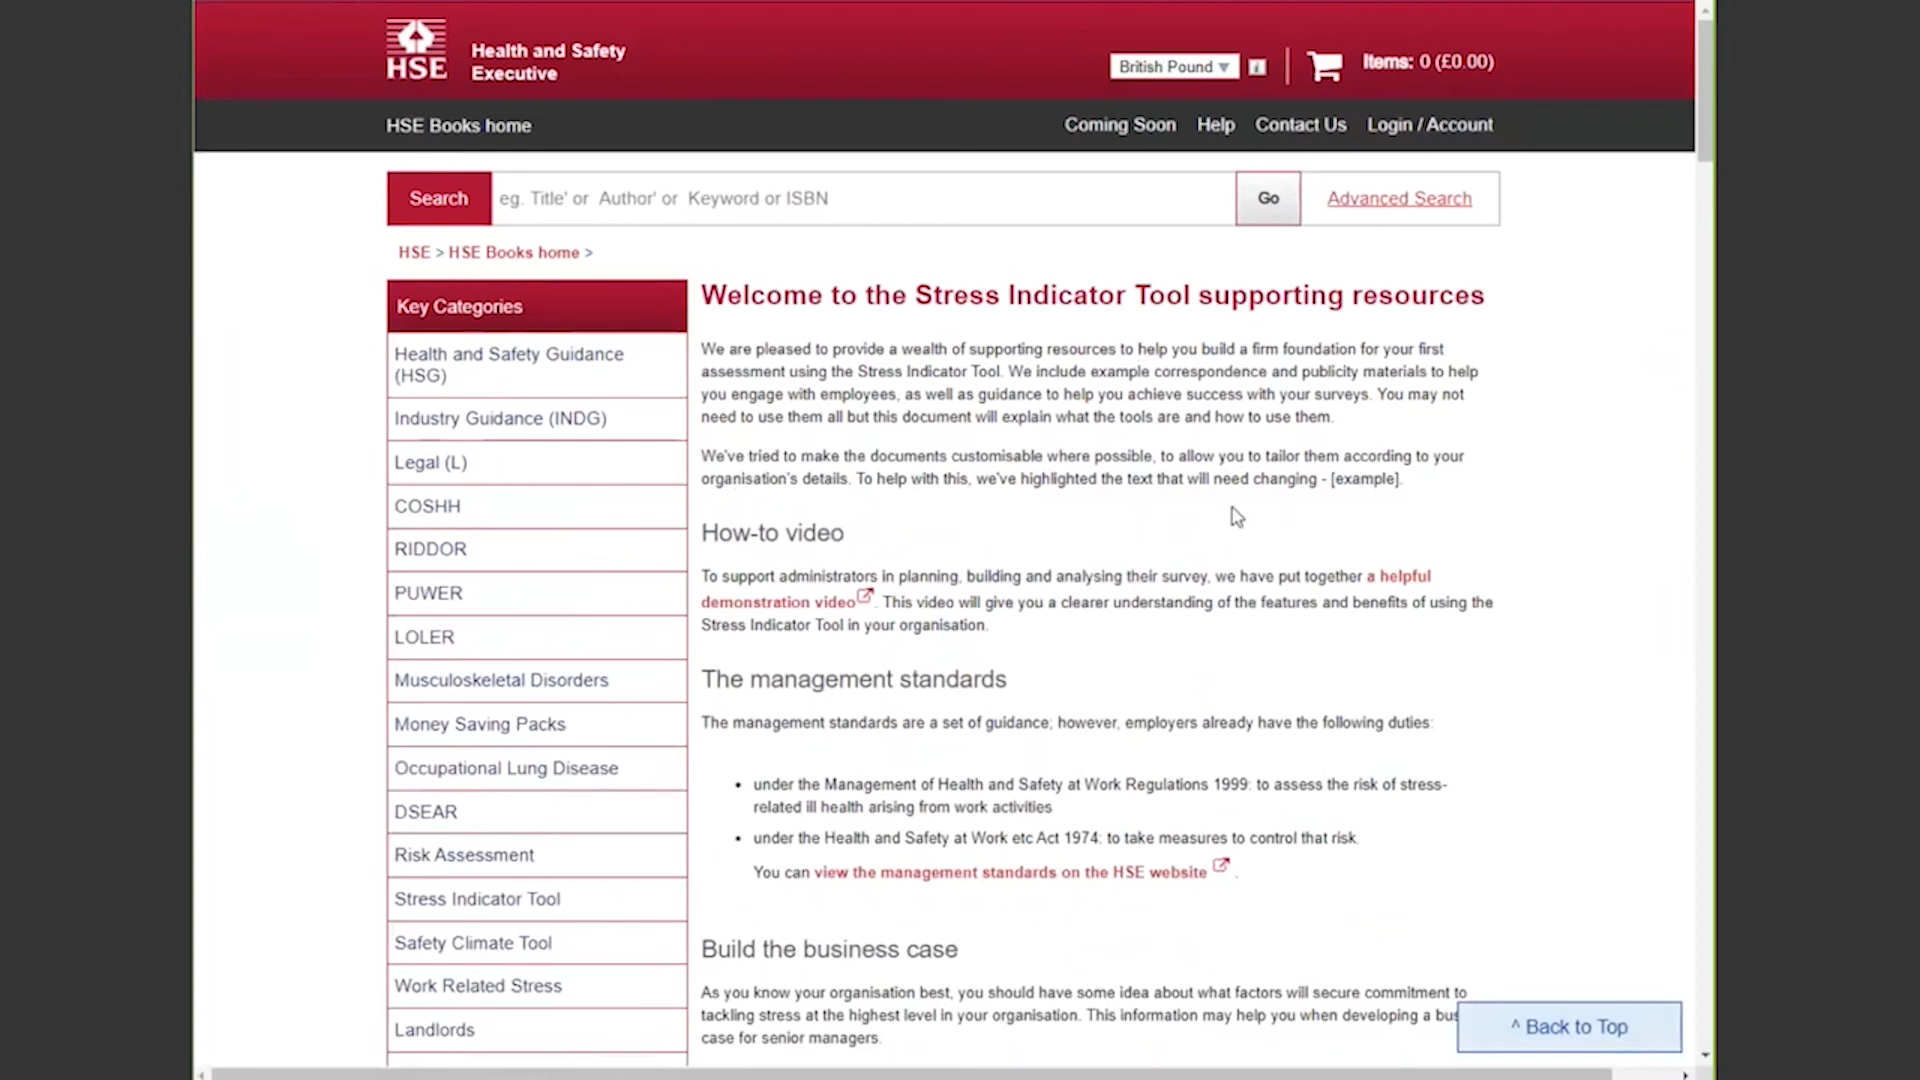 HSE
Health and Safety
Executive
British Pound ▼
i
Items: 0 (£0.00)
HSE Books home
Coming Soon
Help
Contact Us
Login / Account
Search
eg. Title' or Author' or Keyword or ISBN
Go
Advanced Search
HSE > HSE Books home >
Key Categories
Health and Safety Guidance
(HSG)
Industry Guidance (INDG)
Legal (L)
COSHH
RIDDOR
PUWER
LOLER
Musculoskeletal Disorders
Money Saving Packs
Occupational Lung Disease
DSEAR
Risk Assessment
Stress Indicator Tool
Safety Climate Tool
Work Related Stress
Landlords
Welcome to the Stress Indicator Tool supporting resources
We are pleased to provide a wealth of supporting resources to help you build a firm foundation for your first
assessment using the Stress Indicator Tool. We include example correspondence and publicity materials to help
you engage with employees, as well as guidance to help you achieve success with your surveys. You may not
need to use them all but this document will explain what the tools are and how to use them.
We've tried to make the documents customisable where possible, to allow you to tailor them according to your
organisation's details. To help with this, we've highlighted the text that will need changing - [example].
How-to video
To support administrators in planning, building and analysing their survey, we have put together a helpful
demonstration video. This video will give you a clearer understanding of the features and benefits of using the
Stress Indicator Tool in your organisation.
The management standards
The management standards are a set of guidance; however, employers already have the following duties:
• under the Management of Health and Safety at Work Regulations 1999: to assess the risk of stress-
related ill health arising from work activities
• under the Health and Safety at Work etc Act 1974: to take measures to control that risk.
You can view the management standards on the HSE website .
Build the business case
As you know your organisation best, you should have some idea about what factors will secure commitment to
tackling stress at the highest level in your organisation. This information may help you when developing a bus
case for senior managers.
^ Back to Top